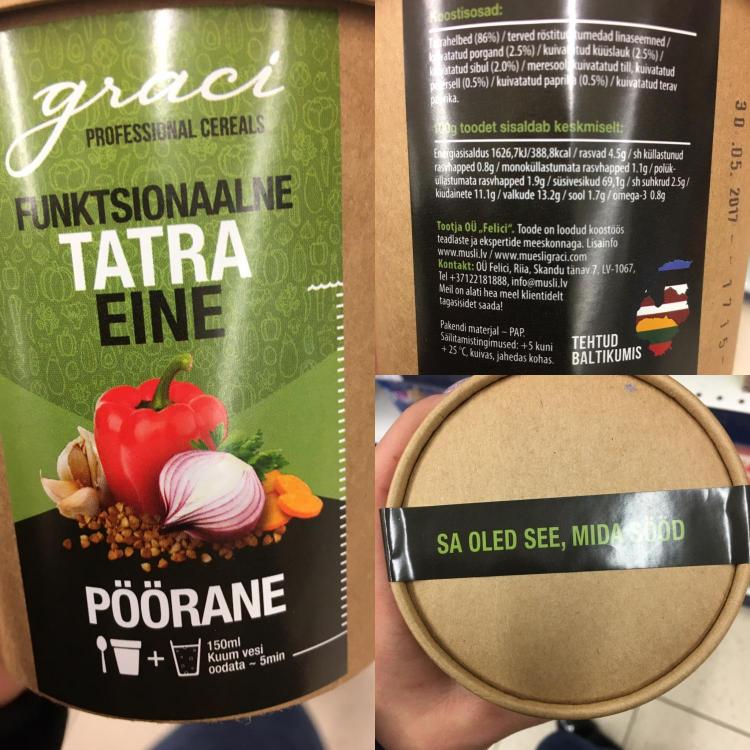 graci
PROFESSIONAL CEREALS
FUNKTSIONAALNE
TATRA
EINE
PÖÖRANE
150ml
Kuum vesi
oodata ~ 5min
Koostisosad:
Tatrahelbed (86%) / terved röstitud tumedad linaseemned /
kuivatatud porgand (2.5%) / kuivatatud küüslauk (2.5%) /
kuivatatud sibul (2.0%) / meresool, kuivatatud till, kuivatatud
petersell (0.5%) / kuivatatud paprika (0.5%) / kuivatatud terav
paprika.
100g toodet sisaldab keskmiselt:
Energiasisaldus 1626,7kJ/388,8kcal / rasvad 4.5g / sh küllastunud
rasvhapped 0.8g / monoküllastumata rasvhapped 1.1g / polük-
üllastumata rasvhapped 1.9g / süsivesikud 69,1g / sh suhkrud 2.5g /
kiudainete 11.1g / valkude 13.2g / sool 1.7g / omega-3 0.8g
Tootja OÜ „Felici". Toode on loodud koostöös
teadlaste ja ekspertide meeskonnaga. Lisainfo
www.musli.lv / www.muesligraci.com
Kontakt: OÜ Felici, Riia, Skandu tänav 7, LV-1067,
Tel +37122181888, info@musli.lv
Meil on alati hea meel klientidelt
tagasisidet saada!
Pakendi materjal – PAP.
Säilitamistingimused: +5 kuni
+ 25 °C, kuivas, jahedas kohas.
TEHTUD
BALTIKUMIS
30.05.2017 - 1715-
SA OLED SEE, MIDA SÖÖD